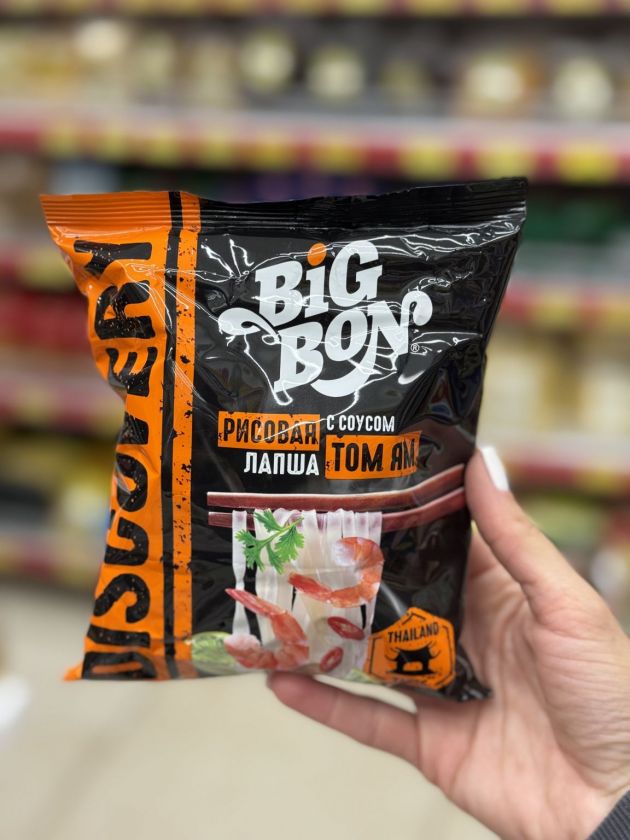 DISCOVERY
BiG
BON®
РИСОВАЯ С СОУСОМ
ЛАПША ТОМ ЯМ
THAILAND